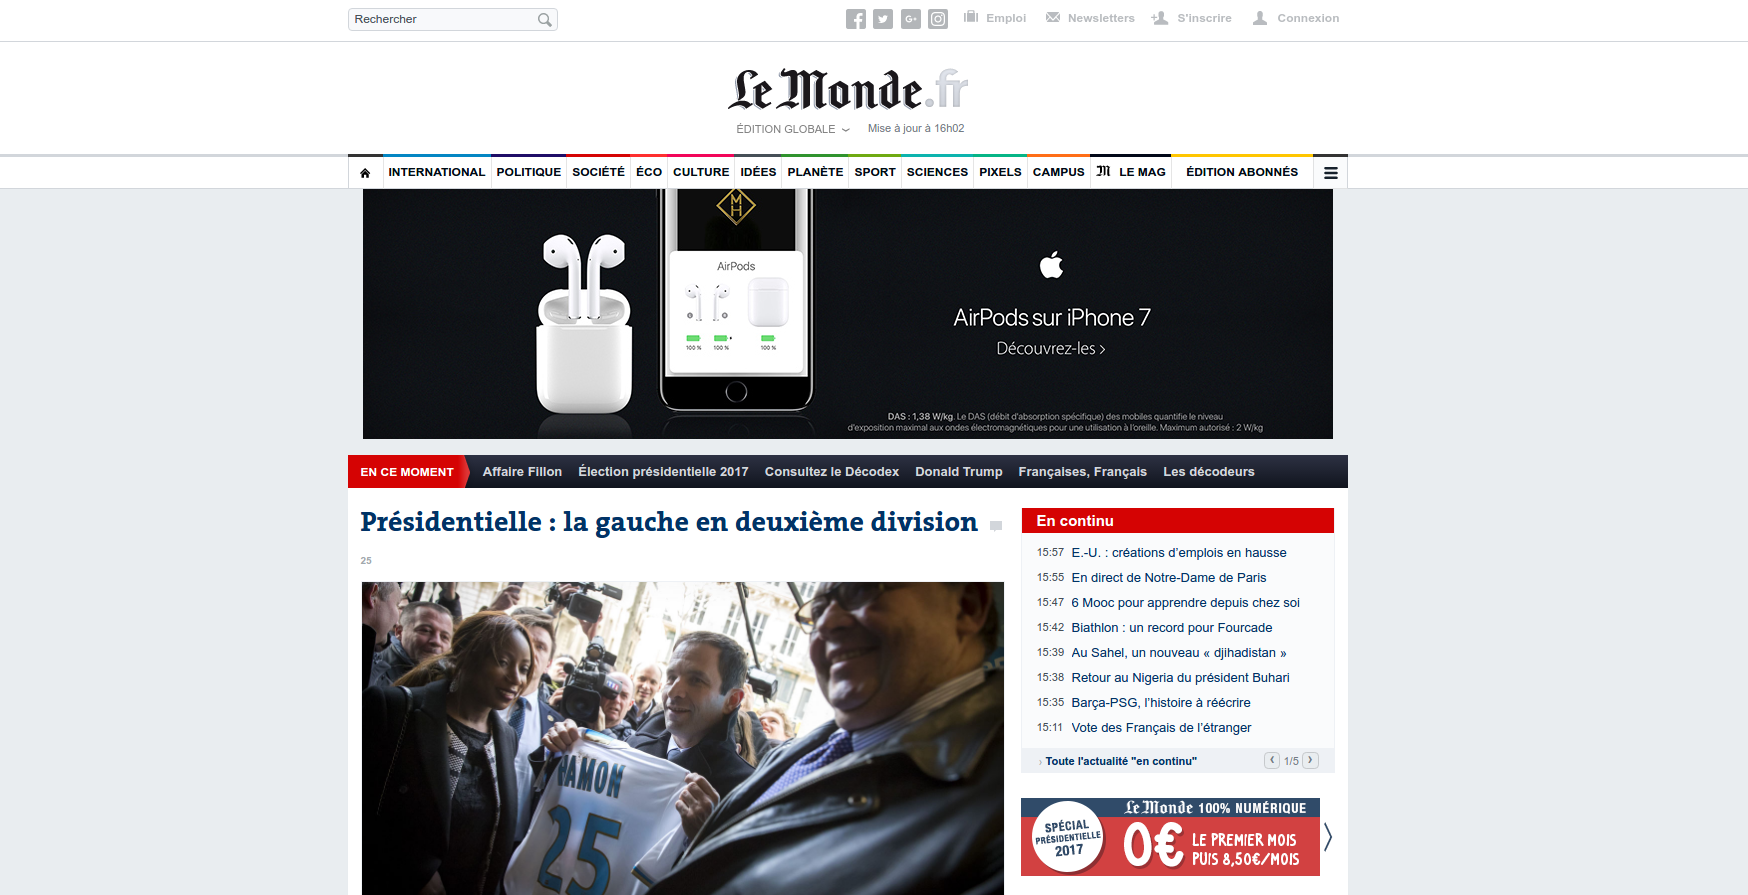 Rechercher
Emploi
Newsletters
S'inscrire
Connexion
Le Monde.fr
ÉDITION GLOBALE
Mise à jour à 16h02
INTERNATIONAL
POLITIQUE
SOCIÉTÉ
ÉCO
CULTURE
IDÉES
PLANÈTE
SPORT
SCIENCES
PIXELS
CAMPUS
M LE MAG
ÉDITION ABONNÉS
MH
AirPods
100 %
100 %
100 %
AirPods sur iPhone 7
Découvrez-les >
DAS : 1,38 W/kg. Le DAS (débit d'absorption spécifique) des mobiles quantifie le niveau
d'exposition maximal aux ondes électromagnétiques pour une utilisation à l'oreille. Maximum autorisé : 2 W/kg
EN CE MOMENT
Affaire Fillon
Élection présidentielle 2017
Consultez le Décodex
Donald Trump
Françaises, Français
Les décodeurs
Présidentielle : la gauche en deuxième division
25
HAMON
25
En continu
15:57 E.-U. : créations d'emplois en hausse
15:55 En direct de Notre-Dame de Paris
15:47 6 Mooc pour apprendre depuis chez soi
15:42 Biathlon : un record pour Fourcade
15:39 Au Sahel, un nouveau « djihadistan »
15:38 Retour au Nigeria du président Buhari
15:35 Barça-PSG, l'histoire à réécrire
15:11 Vote des Français de l'étranger
› Toute l'actualité "en continu"
‹ 1/5 ›
Le Monde 100% NUMÉRIQUE
SPÉCIAL
PRÉSIDENTIELLE
2017
0€
LE PREMIER MOIS
PUIS 8,50€/MOIS